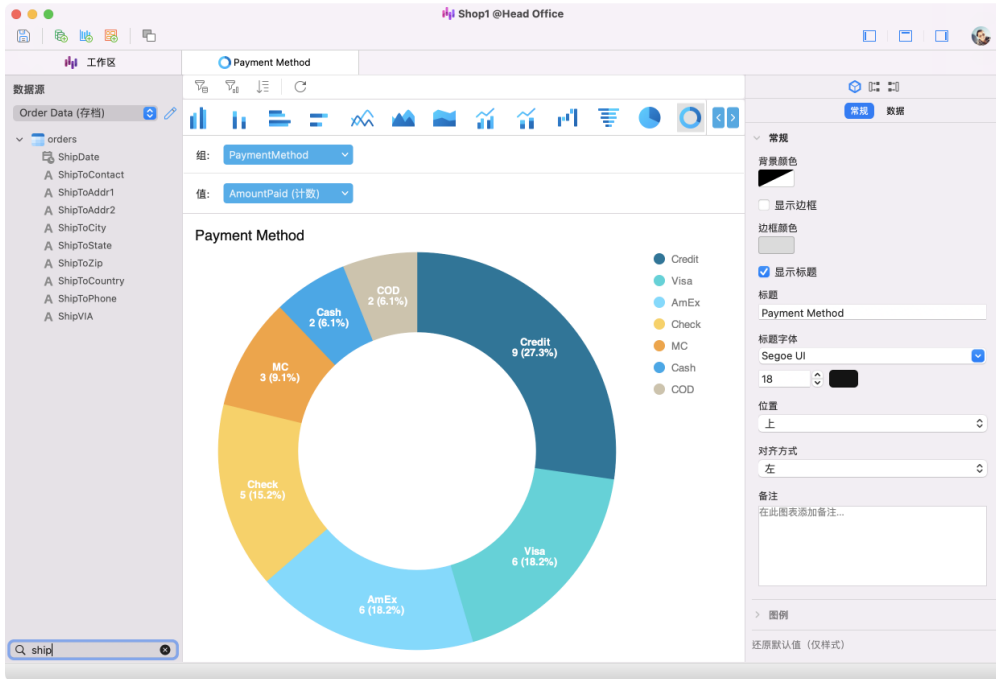 Shop1 @Head Office
工作区
Payment Method
数据源
Order Data (存档)
orders
ShipDate
A ShipToContact
A ShipToAddr1
A ShipToAddr2
A ShipToCity
A ShipToState
A ShipToZip
A ShipToCountry
A ShipToPhone
A ShipVIA
ship
组: PaymentMethod
值: AmountPaid (计数)
Payment Method
COD
2 (6.1%)
Cash
2 (6.1%)
Credit
9 (27.3%)
MC
3 (9.1%)
Check
5 (15.2%)
Visa
6 (18.2%)
AmEx
6 (18.2%)
Credit
Visa
AmEx
Check
MC
Cash
COD
常规 数据
常规
背景颜色
显示边框
边框颜色
显示标题
标题
Payment Method
标题字体
Segoe UI
18
位置
上
对齐方式
左
备注
在此图表添加备注...
图例
还原默认值（仅样式）